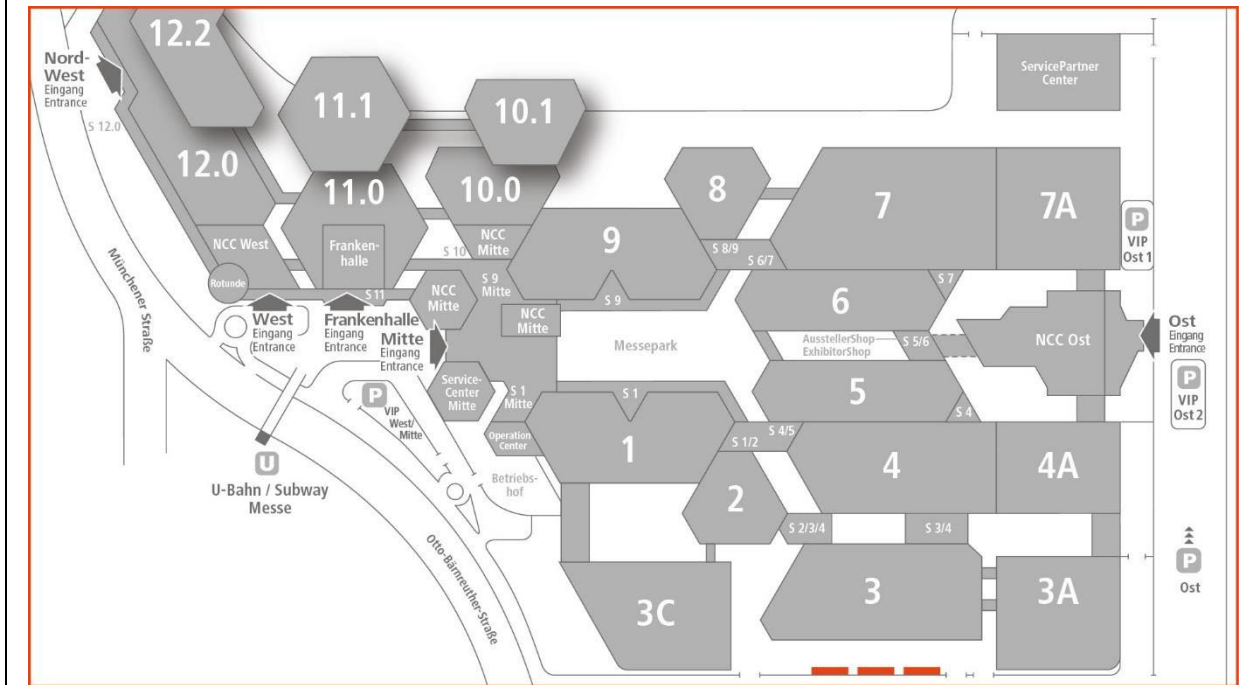 12.2
Nord-
West
Eingang
Entrance
S 12.0
11.1
10.1
ServicePartner
Center
12.0
11.0
10.0
8
7
7A
P
VIP
Ost 1
NCC West
Franken-
halle
S 10
NCC
Mitte
9
S 8/9
S 6/7
Rotunde
S 11
NCC
Mitte
S 9
Mitte
S 9
NCC
Mitte
6
S 7
Münchener Straße
West
Eingang
Entrance
Frankenhalle
Eingang
Entrance
Mitte
Eingang
Entrance
Messepark
AusstellerShop
ExhibitorShop
S 5/6
NCC Ost
Ost
Eingang
Entrance
P
VIP
Ost 2
Service-
Center
Mitte
P
VIP
West/
Mitte
S 1
Mitte
S 1
5
S 4
Operation
Center
1
S 1/2
S 4/5
4
4A
U
U-Bahn / Subway
Messe
Betriebs-
hof
2
S 2/3/4
S 3/4
Otto-Bärnreuther-Straße
3C
3
3A
P
Ost